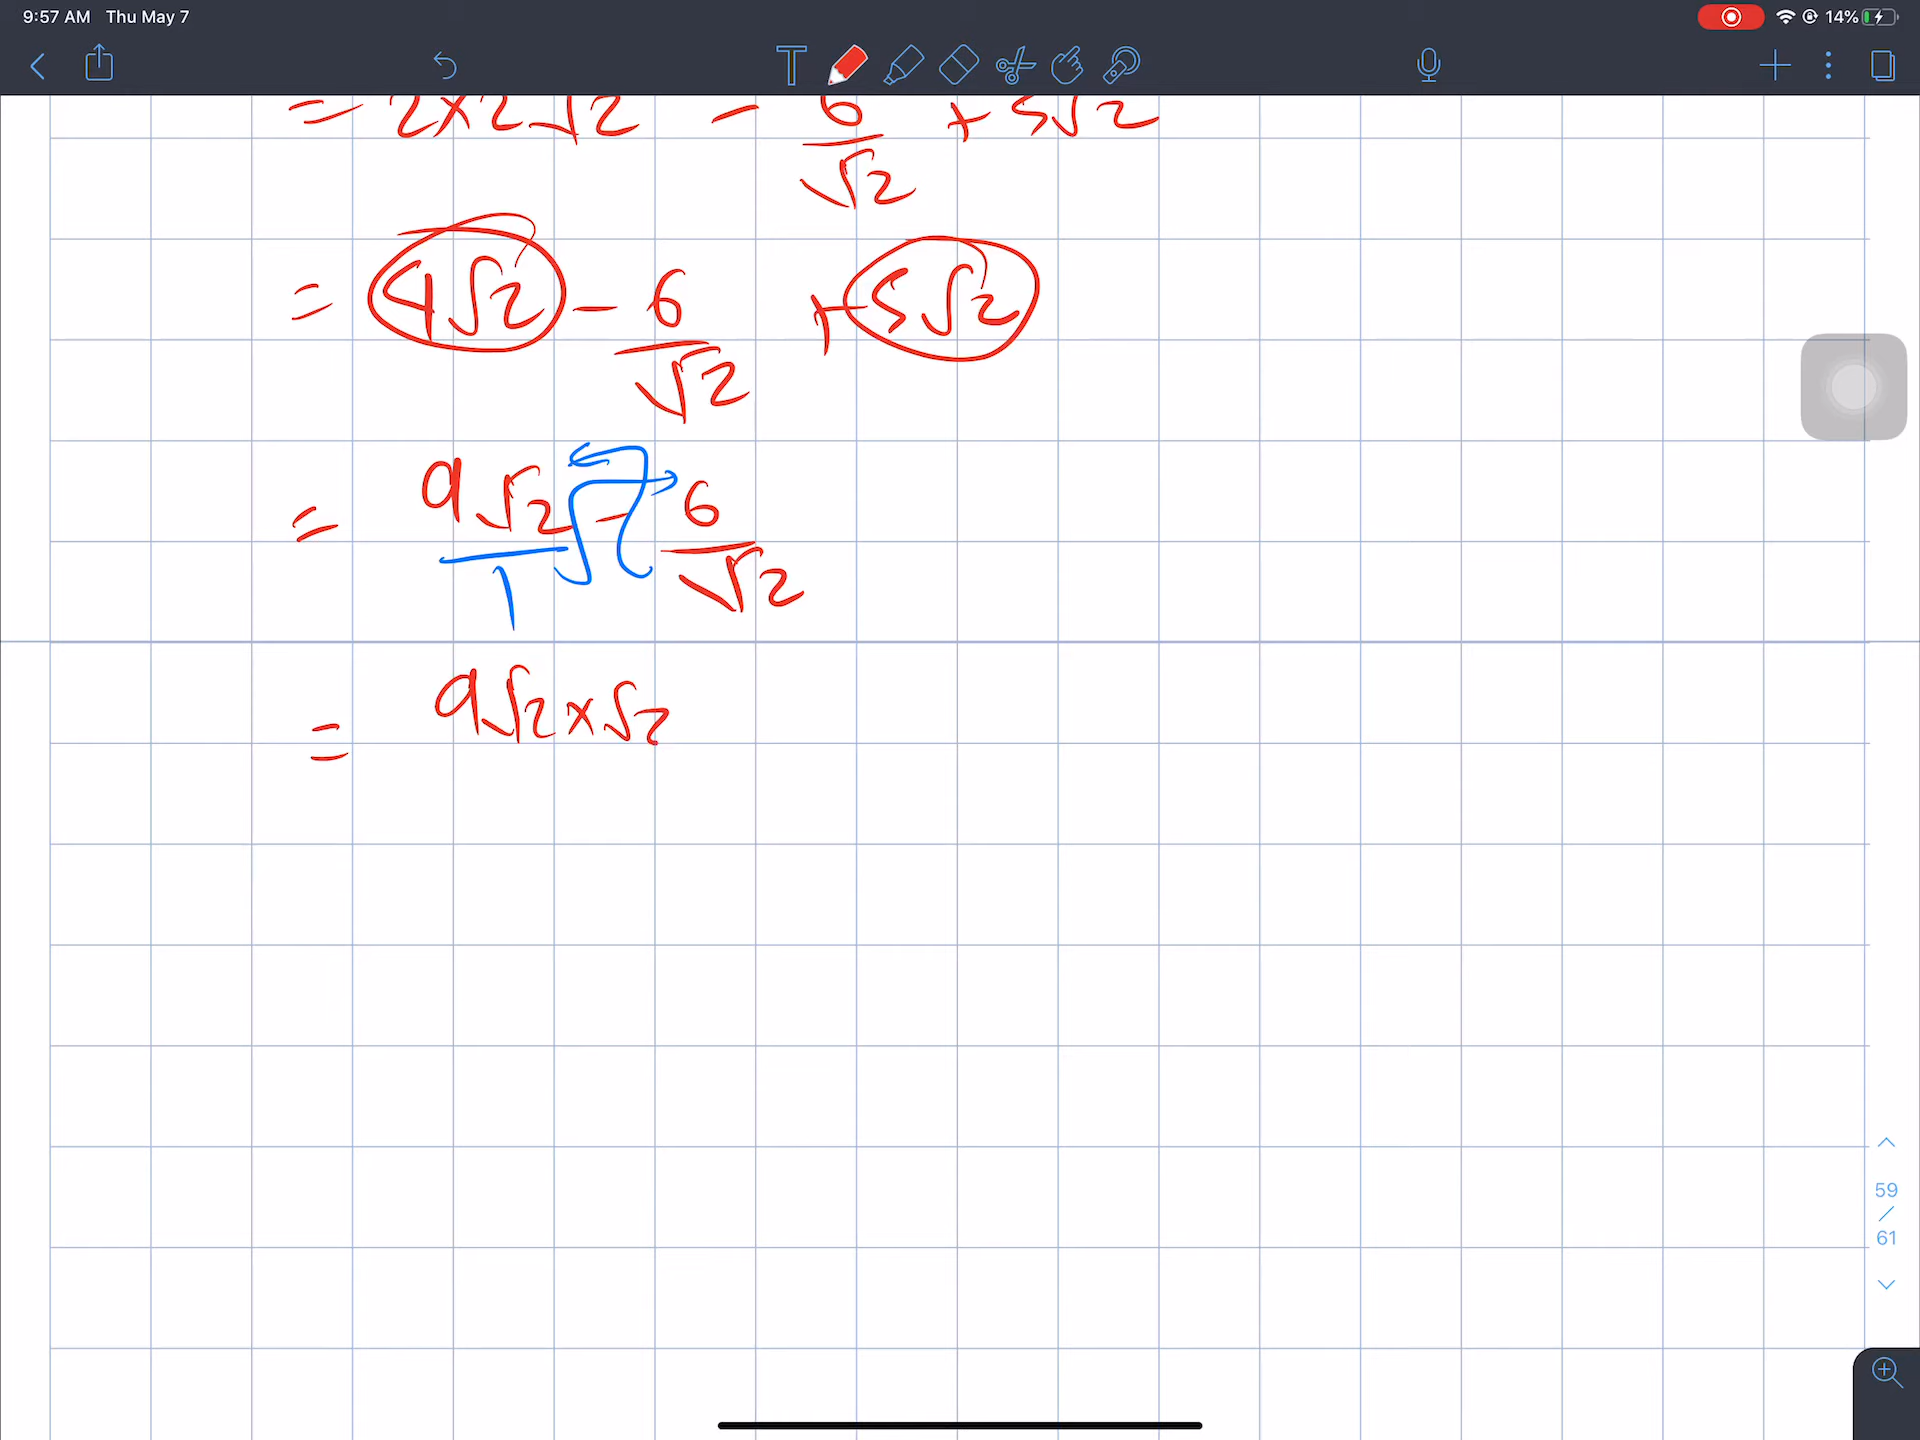 9:57 AM Thu May 7
14%
= 2×2√2 - 6/√2 + 5√2
= 4√2 - 6/√2 + 5√2
= 9√2/1 - 6/√2
= 9√2×√2
59
/
61